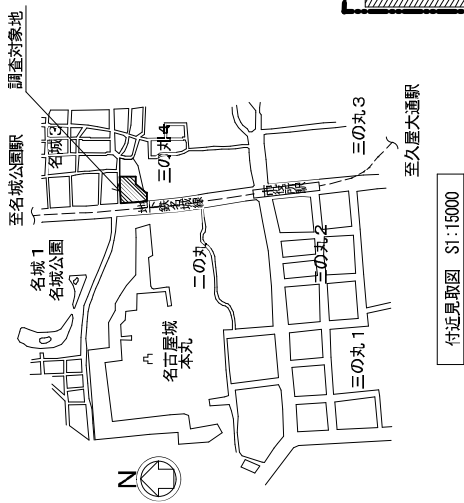 調査対象地
至名城公園駅
名城3
名城1
名城公園
三の丸4
地下鉄名城線
二の丸
名古屋城
本丸
市役所駅
三の丸3
三の丸2
三の丸1
至久屋大通駅
N
付近見取図 S1:15000